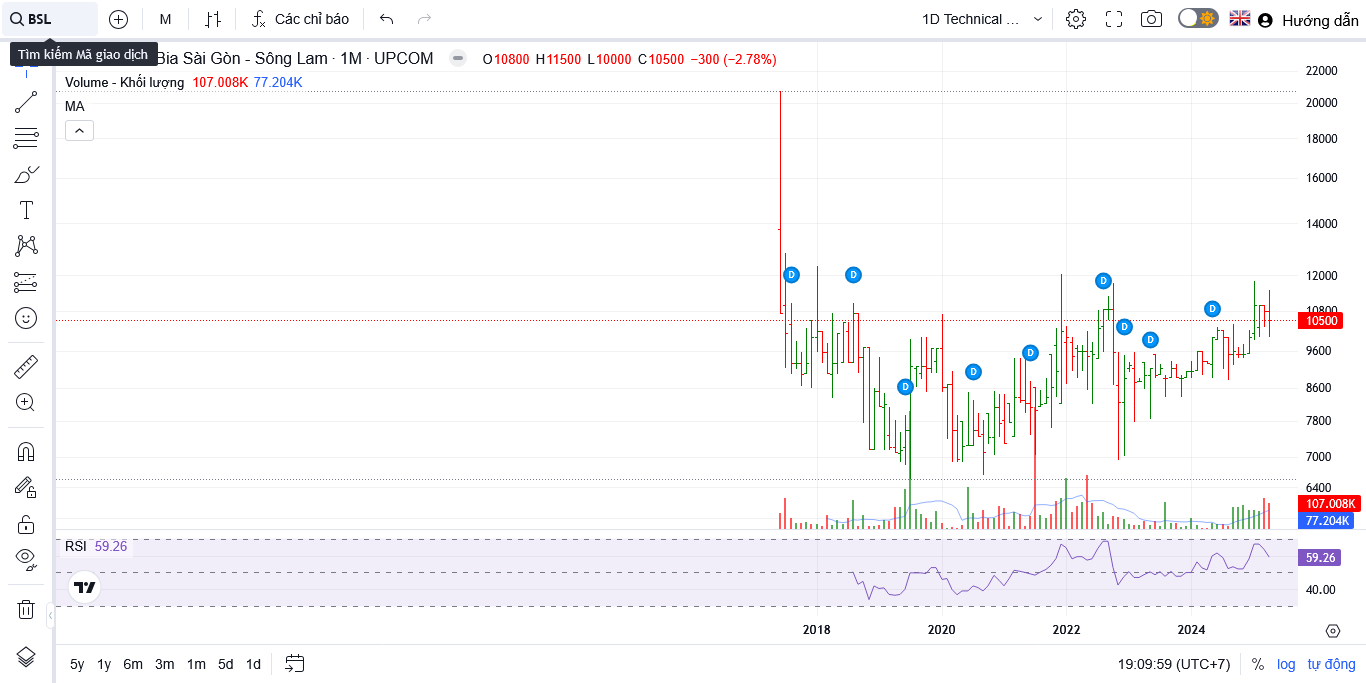 BSL
M
Các chỉ báo
1D Technical ...
Hướng dẫn
Tìm kiếm Mã giao dịch
Bia Sài Gòn - Sông Lam · 1M · UPCOM
O10800 H11500 L10000 C10500 −300 (−2.78%)
Volume - Khối lượng 107.008K 77.204K
MA
22000
20000
18000
16000
14000
12000
10800
10500
9600
8600
7800
7000
6400
107.008K
77.204K
D
D
D
D
D
D
D
D
D
RSI 59.26
59.26
40.00
2018
2020
2022
2024
5y 1y 6m 3m 1m 5d 1d
19:09:59 (UTC+7)
%
log
tự động